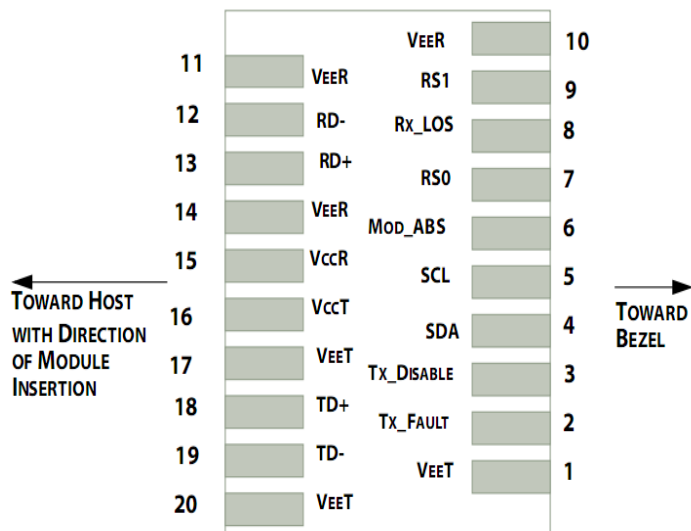 VEER 10
11 VEER
RS1 9
12 RD-
RX_LOS 8
13 RD+
RS0 7
14 VEER
MOD_ABS 6
15 VCCR
SCL 5
TOWARD HOST
WITH DIRECTION
OF MODULE
INSERTION
TOWARD
BEZEL
16 VCCT
SDA 4
17 VEET
TX_DISABLE 3
18 TD+
TX_FAULT 2
19 TD-
VEET 1
20 VEET